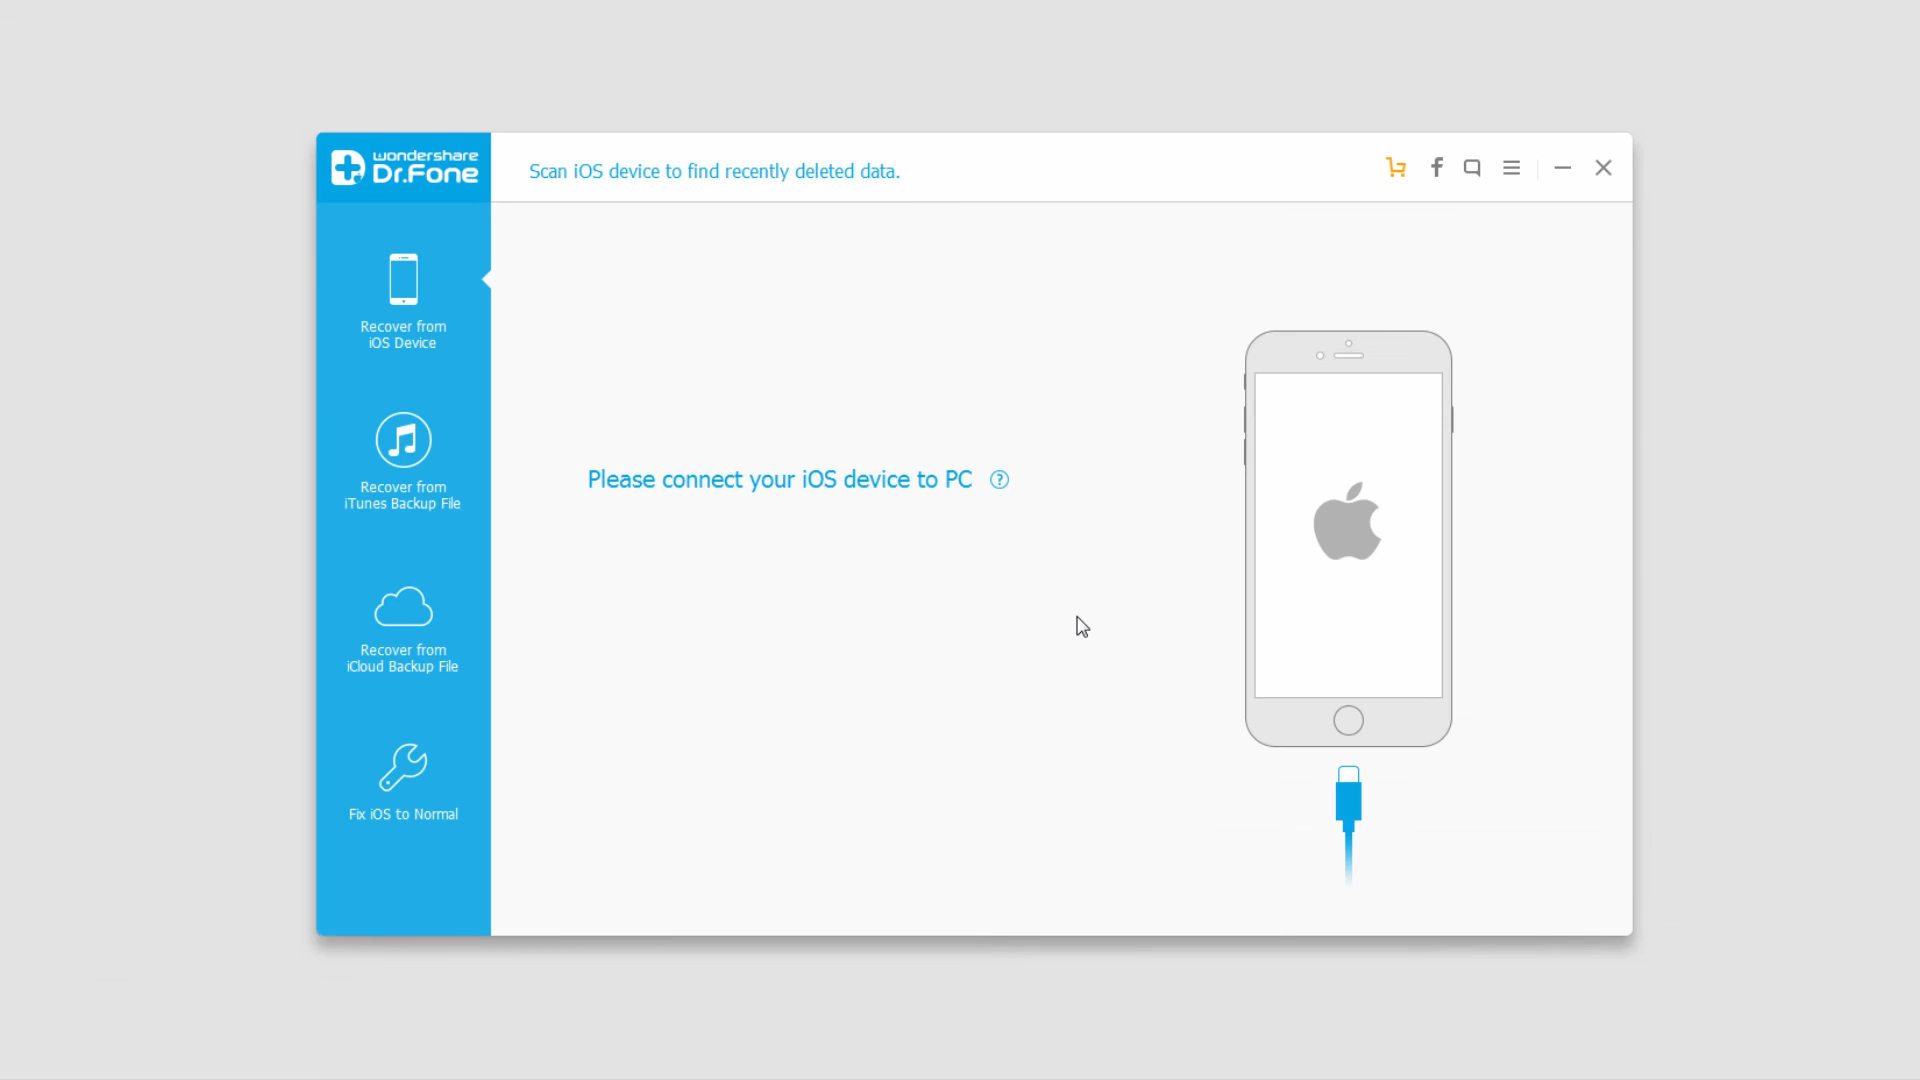 wondershare
Dr.Fone
Scan iOS device to find recently deleted data.
Recover from
iOS Device
Recover from
iTunes Backup File
Recover from
iCloud Backup File
Fix iOS to Normal
Please connect your iOS device to PC ?